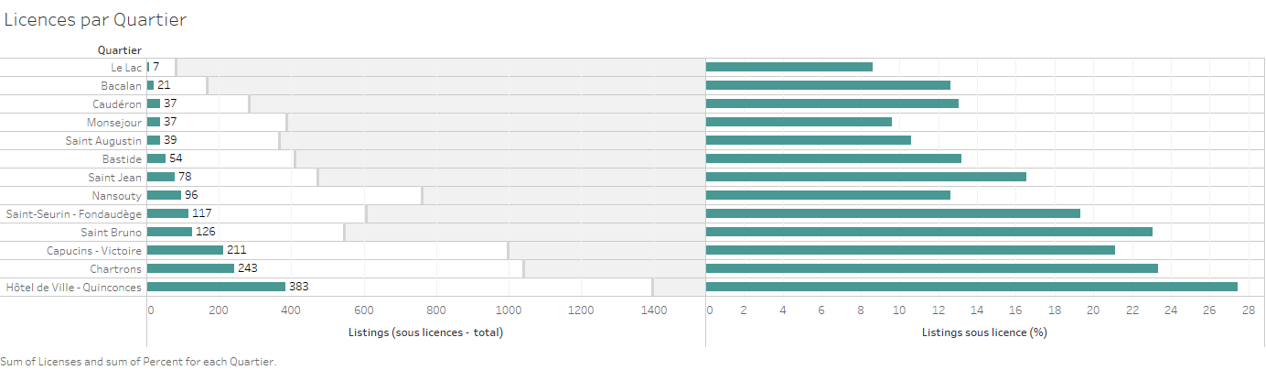 Licences par Quartier
Quartier
Le Lac 7
Bacalan 21
Caudéron 37
Monsejour 37
Saint Augustin 39
Bastide 54
Saint Jean 78
Nansouty 96
Saint-Seurin - Fondaudège 117
Saint Bruno 126
Capucins - Victoire 211
Chartrons 243
Hôtel de Ville - Quinconces 383
0 200 400 600 800 1000 1200 1400 0 2 4 6 8 10 12 14 16 18 20 22 24 26 28
Listings (sous licences - total) Listings sous licence (%)
Sum of Licenses and sum of Percent for each Quartier.